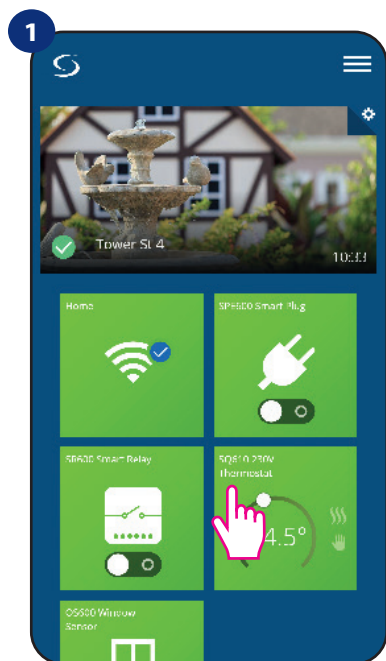 1
Tower St 4
10:33
Home
SPE600 Smart Plug
SR600 Smart Relay
SQ610 230V
Thermostat
4.5°
OS600 Window
Sensor